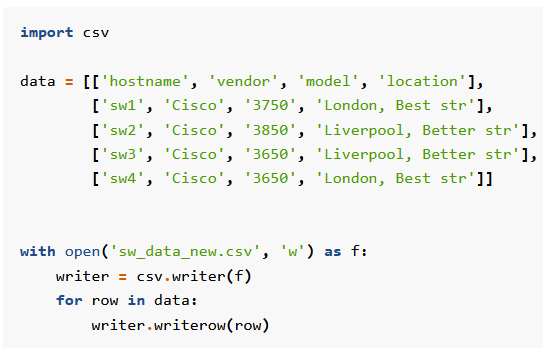 import csv

data = [['hostname', 'vendor', 'model', 'location'],
        ['sw1', 'Cisco', '3750', 'London, Best str'],
        ['sw2', 'Cisco', '3850', 'Liverpool, Better str'],
        ['sw3', 'Cisco', '3650', 'Liverpool, Better str'],
        ['sw4', 'Cisco', '3650', 'London, Best str']]


with open('sw_data_new.csv', 'w') as f:
    writer = csv.writer(f)
    for row in data:
        writer.writerow(row)